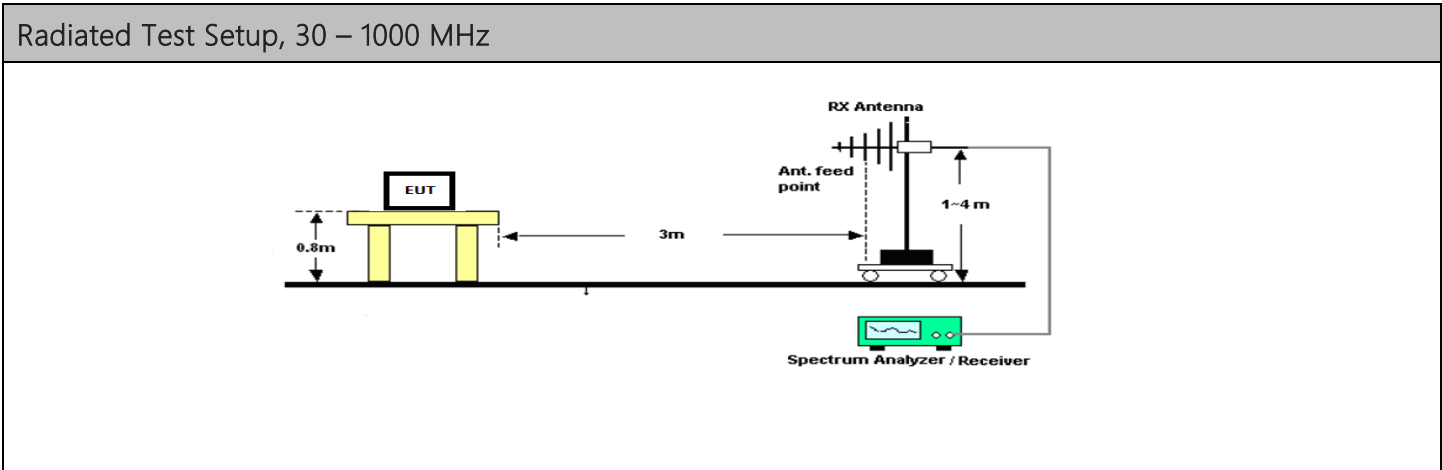 Radiated Test Setup, 30 – 1000 MHz
RX Antenna
Ant. feed
point
EUT
1~4 m
0.8m
3m
Spectrum Analyzer / Receiver